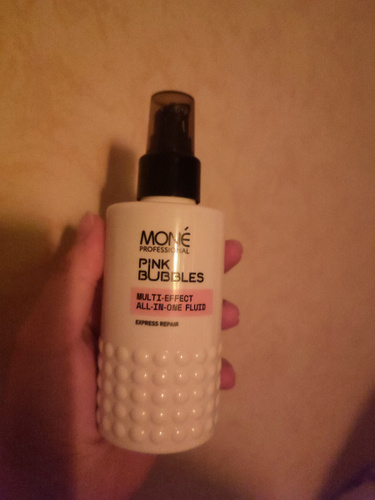 MONÉ
PROFESSIONAL
PINK
BUBBLES
MULTI-EFFECT
ALL-IN-ONE FLUID
EXPRESS REPAIR